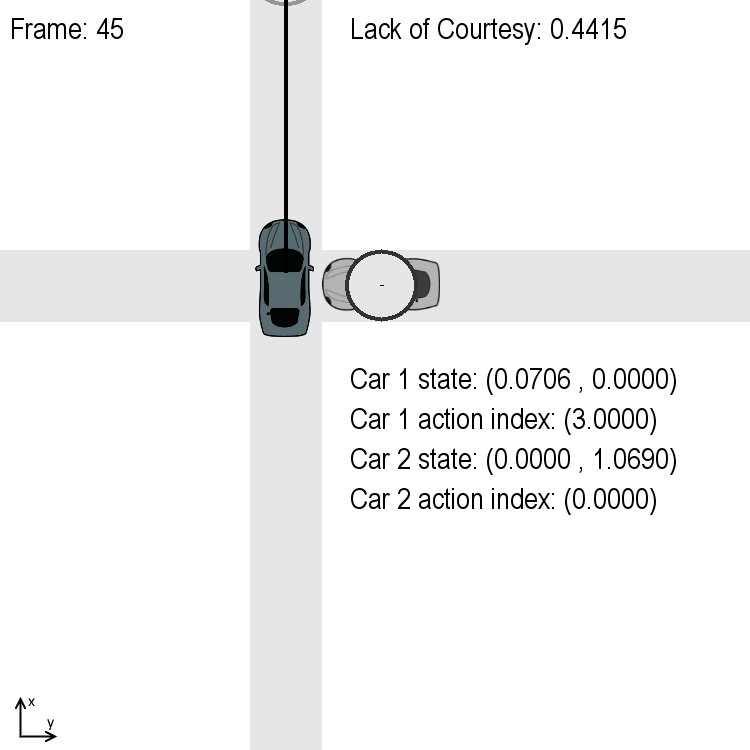 Frame: 45
Lack of Courtesy: 0.4415
Car 1 state: (0.0706 , 0.0000)
Car 1 action index: (3.0000)
Car 2 state: (0.0000 , 1.0690)
Car 2 action index: (0.0000)
x
y